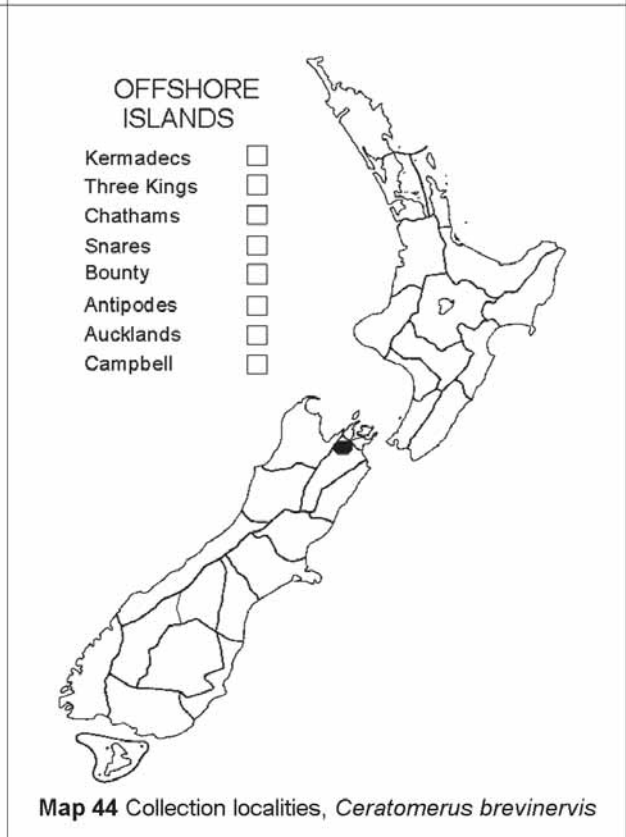 OFFSHORE
ISLANDS
Kermadecs
Three Kings
Chathams
Snares
Bounty
Antipodes
Aucklands
Campbell
Map 44 Collection localities, Ceratomerus brevinervis